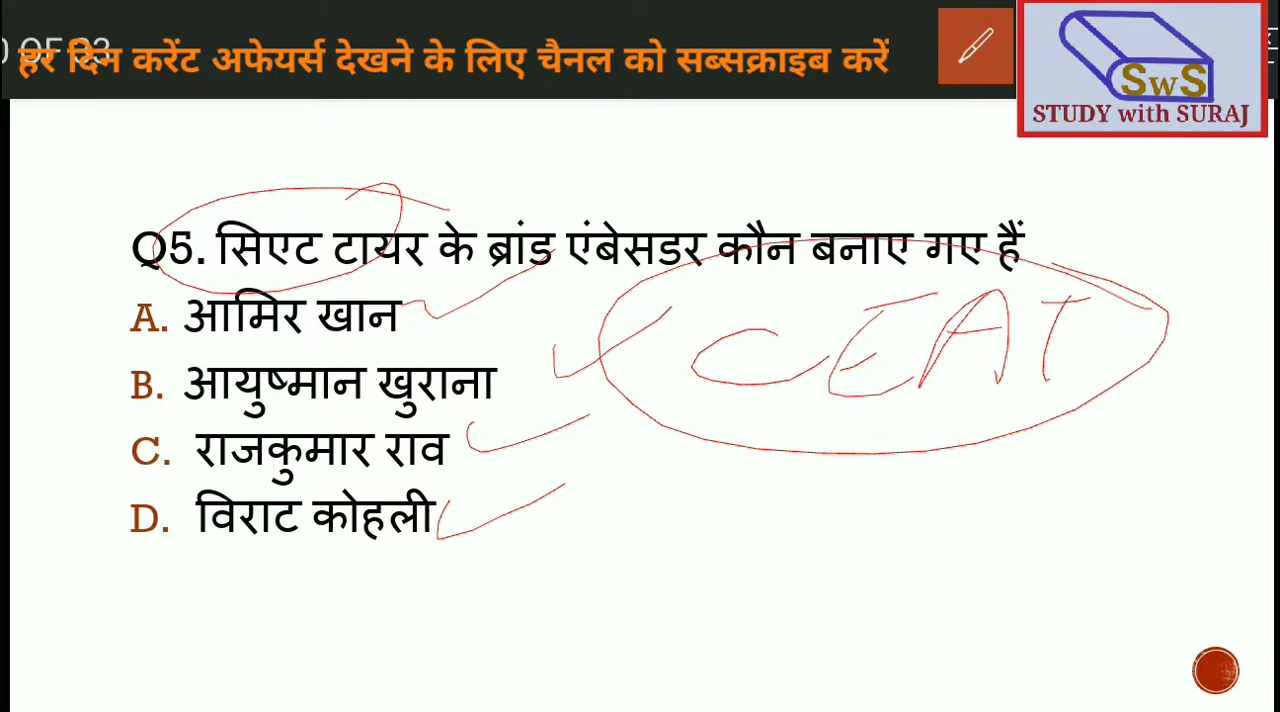 हर दिन करेंट अफेयर्स देखने के लिए चैनल को सब्सक्राइब करें
SwS
STUDY with SURAJ
Q5. सिएट टायर के ब्रांड एंबेसडर कौन बनाए गए हैं
A. आमिर खान
B. आयुष्मान खुराना
C. राजकुमार राव
D. विराट कोहली
CEAT